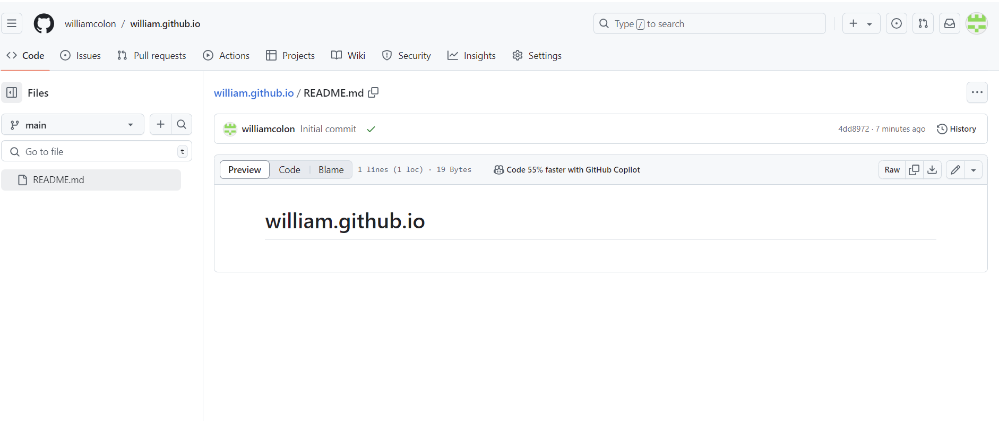 williamcolon / william.github.io
Type / to search
Code Issues Pull requests Actions Projects Wiki Security Insights Settings
Files
main
Go to file t
README.md
william.github.io / README.md
williamcolon Initial commit 4dd8972 · 7 minutes ago History
Preview Code Blame 1 lines (1 loc) · 19 Bytes Code 55% faster with GitHub Copilot Raw
william.github.io